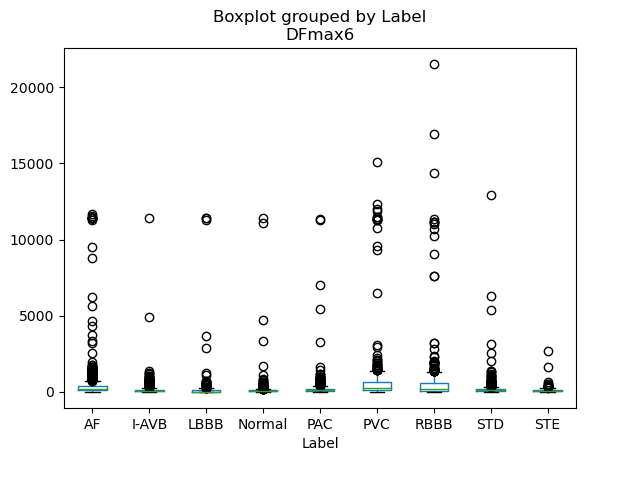 Boxplot grouped by Label
DFmax6
20000
15000
10000
5000
0
AF I-AVB LBBB Normal PAC PVC RBBB STD STE
Label